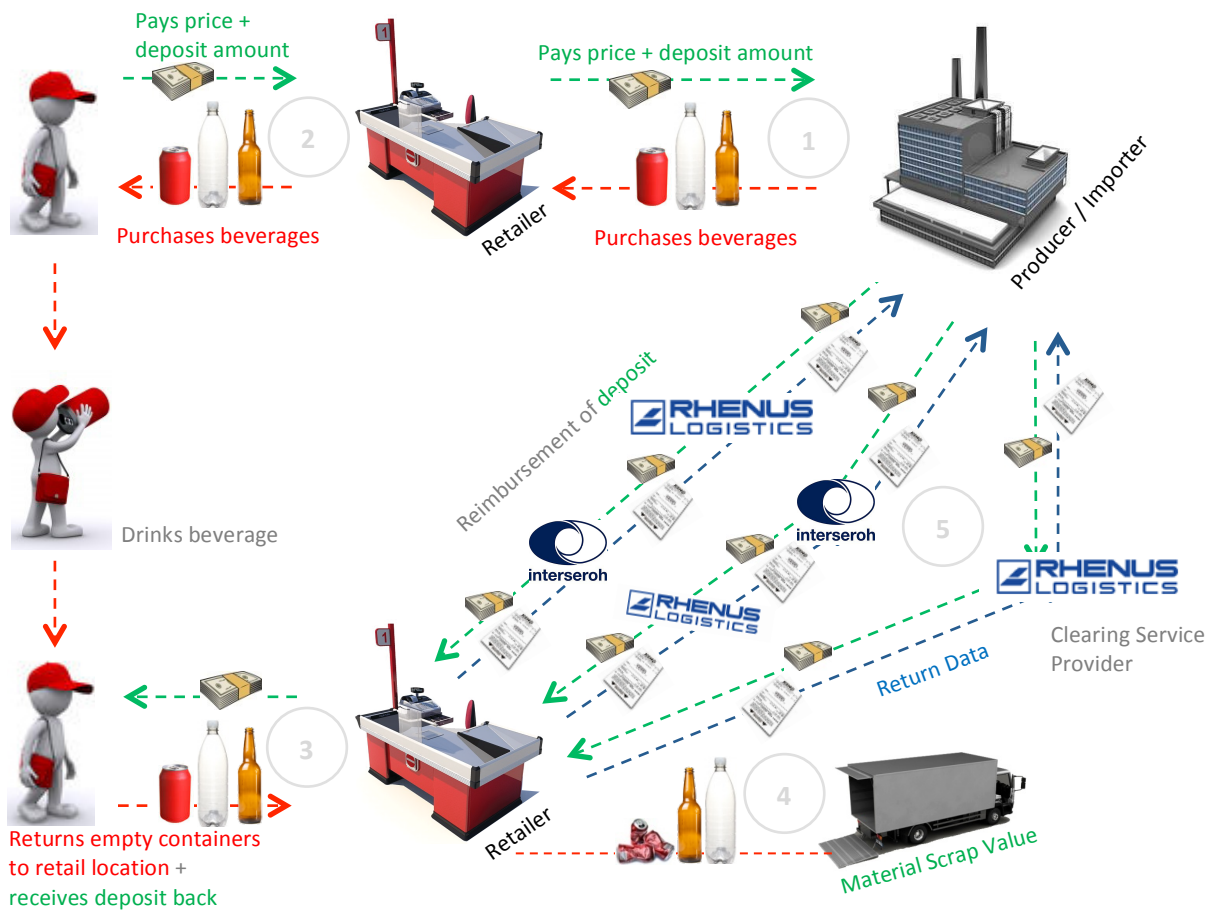 Pays price +
deposit amount
Pays price + deposit amount
1
2
1
Purchases beverages
Retailer
Purchases beverages
Producer / Importer
Reimbursement of deposit
RHENUS
LOGISTICS
Drinks beverage
interseroh
interseroh
5
RHENUS
LOGISTICS
RHENUS
LOGISTICS
Clearing Service
Provider
Return Data
1
3
4
Returns empty containers
to retail location +
receives deposit back
Retailer
Material Scrap Value